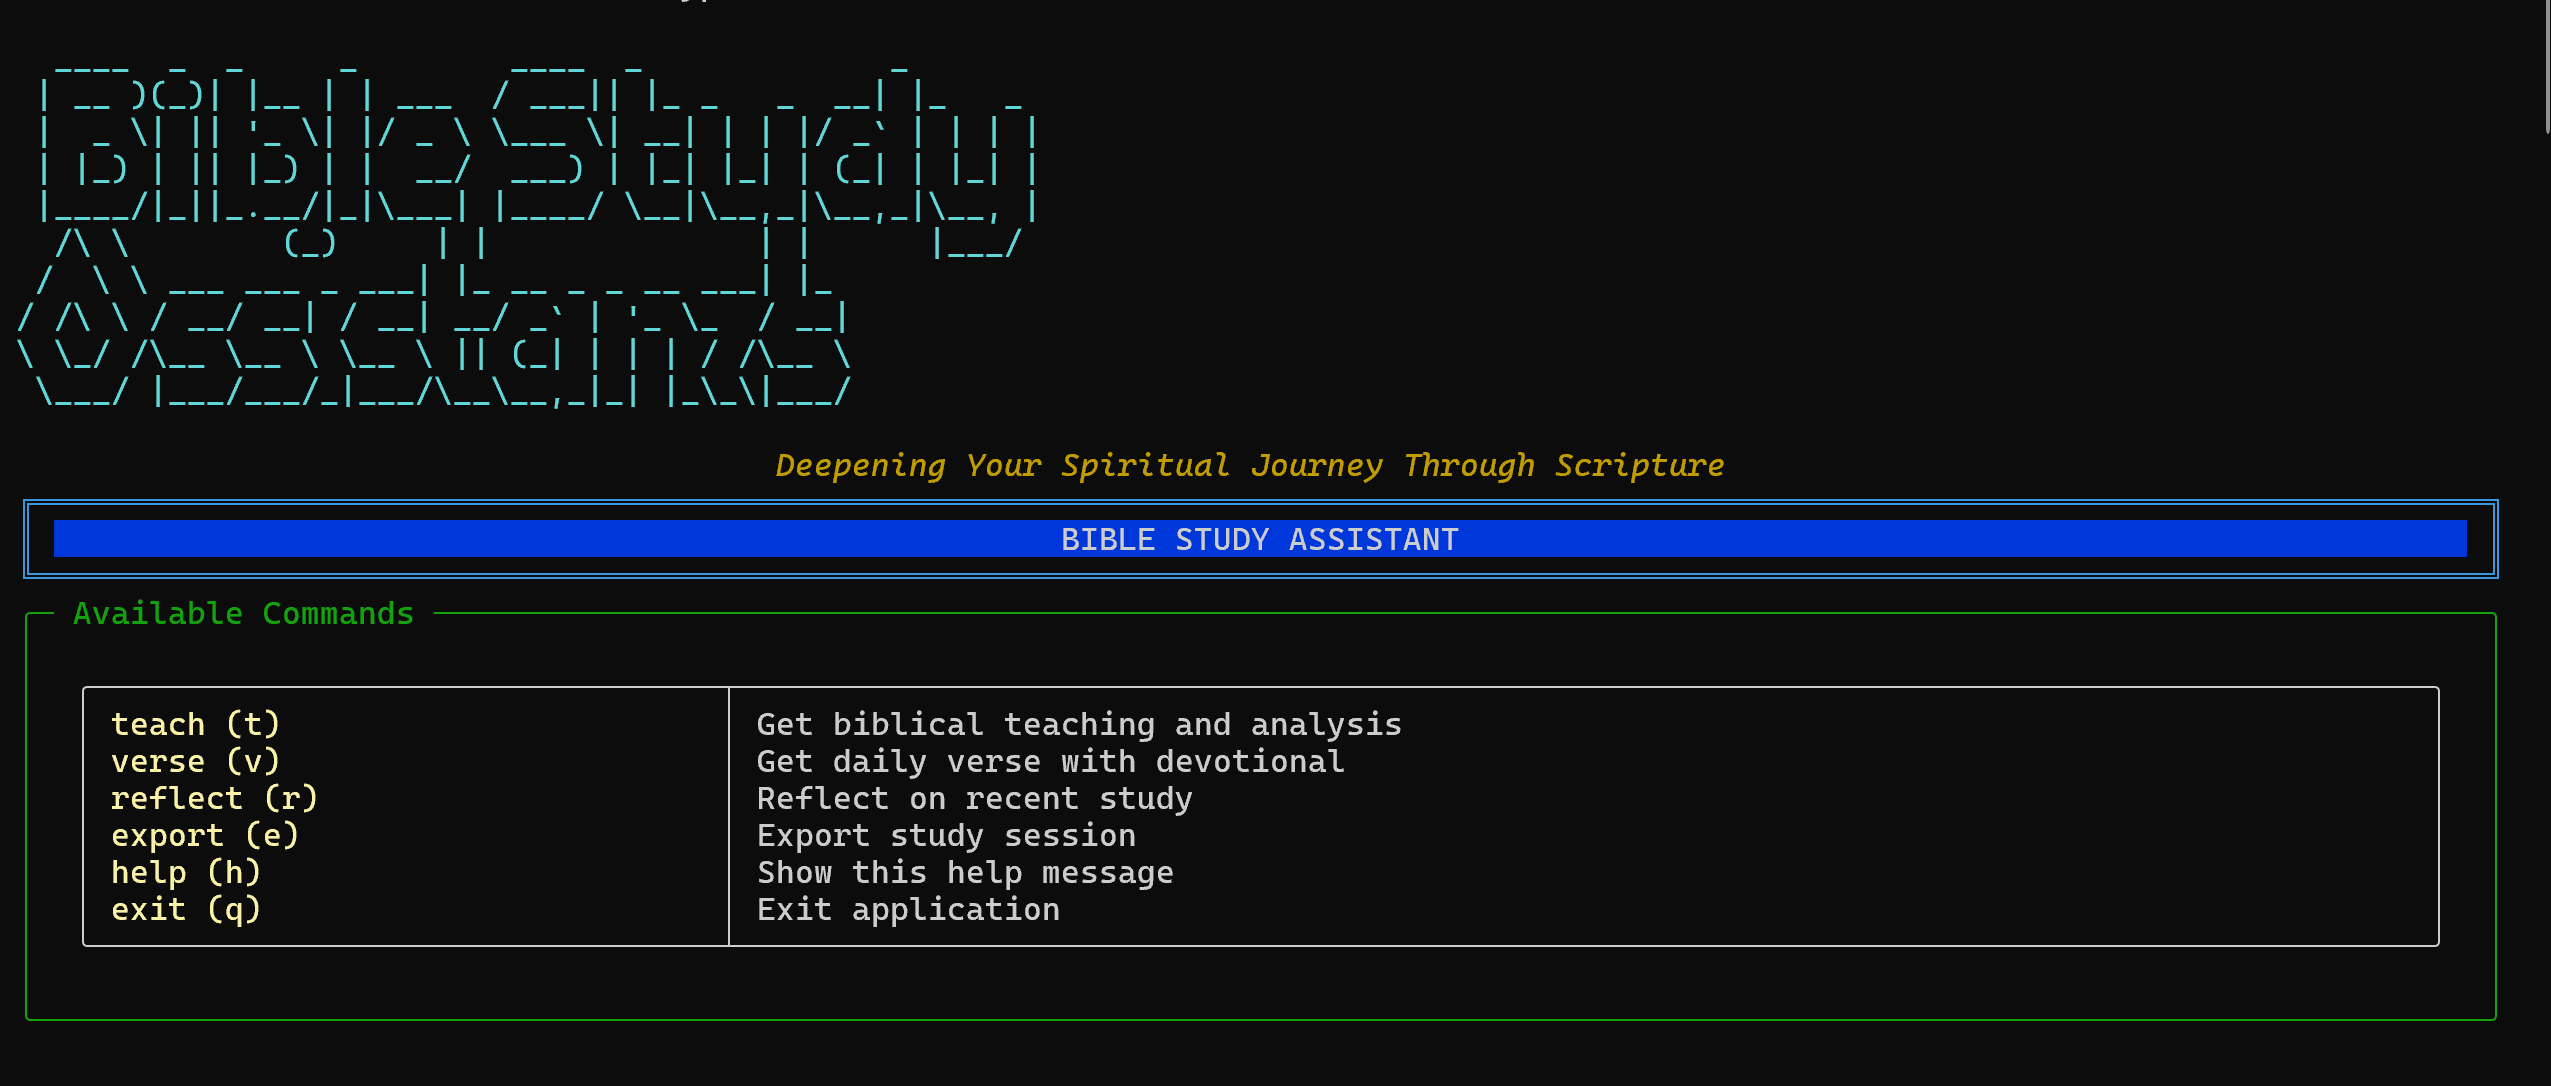 Bible Study
Deepening Your Spiritual Journey Through Scripture
BIBLE STUDY ASSISTANT
Available Commands
teach (t) Get biblical teaching and analysis
verse (v) Get daily verse with devotional
reflect (r) Reflect on recent study
export (e) Export study session
help (h) Show this help message
exit (q) Exit application